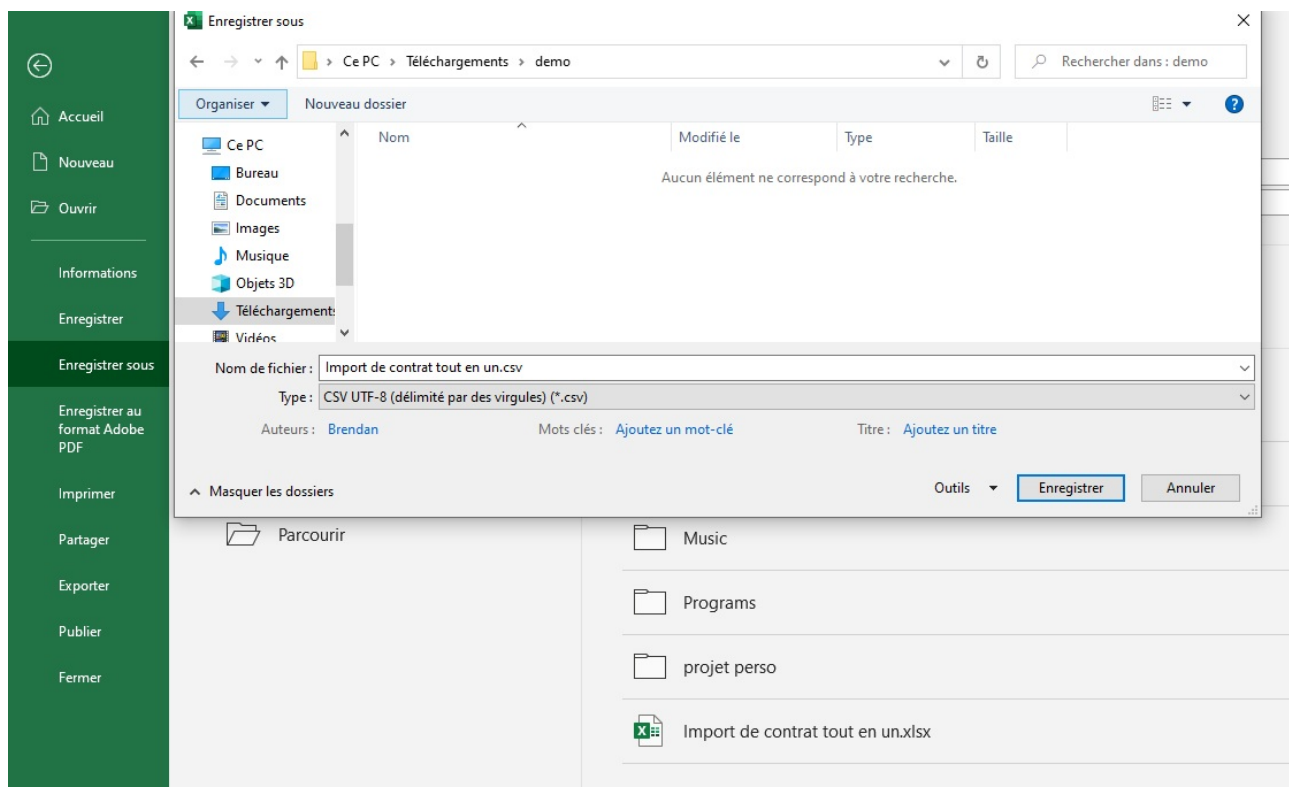 Enregistrer sous
Ce PC > Téléchargements > demo
Rechercher dans : demo
Organiser
Nouveau dossier
Nom
Modifié le
Type
Taille
Aucun élément ne correspond à votre recherche.
Ce PC
Bureau
Documents
Images
Musique
Objets 3D
Téléchargements
Vidéos
Nom de fichier : Import de contrat tout en un.csv
Type : CSV UTF-8 (délimité par des virgules) (*.csv)
Auteurs : Brendan
Mots clés : Ajoutez un mot-clé
Titre : Ajoutez un titre
Masquer les dossiers
Outils
Enregistrer
Annuler
Accueil
Nouveau
Ouvrir
Informations
Enregistrer
Enregistrer sous
Enregistrer au
format Adobe
PDF
Imprimer
Partager
Exporter
Publier
Fermer
Parcourir
Music
Programs
projet perso
Import de contrat tout en un.xlsx